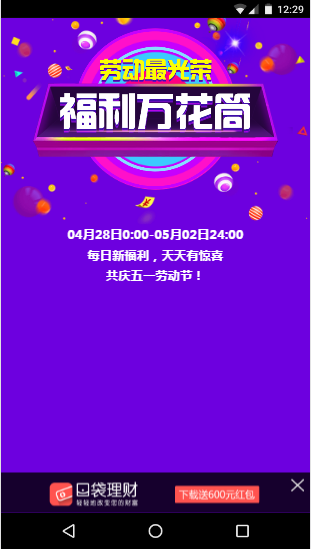 12:29
劳动最光荣
福利万花筒
04月28日0:00-05月02日24:00
每日新福利，天天有惊喜
共庆五一劳动节！
口袋理财
轻轻地改变您的财富
下载送600元红包